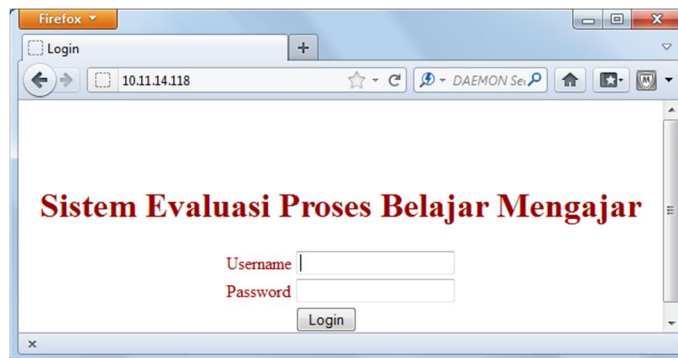 Firefox
Login
10.11.14.118
DAEMON Se
Sistem Evaluasi Proses Belajar Mengajar
Username
Password
Login